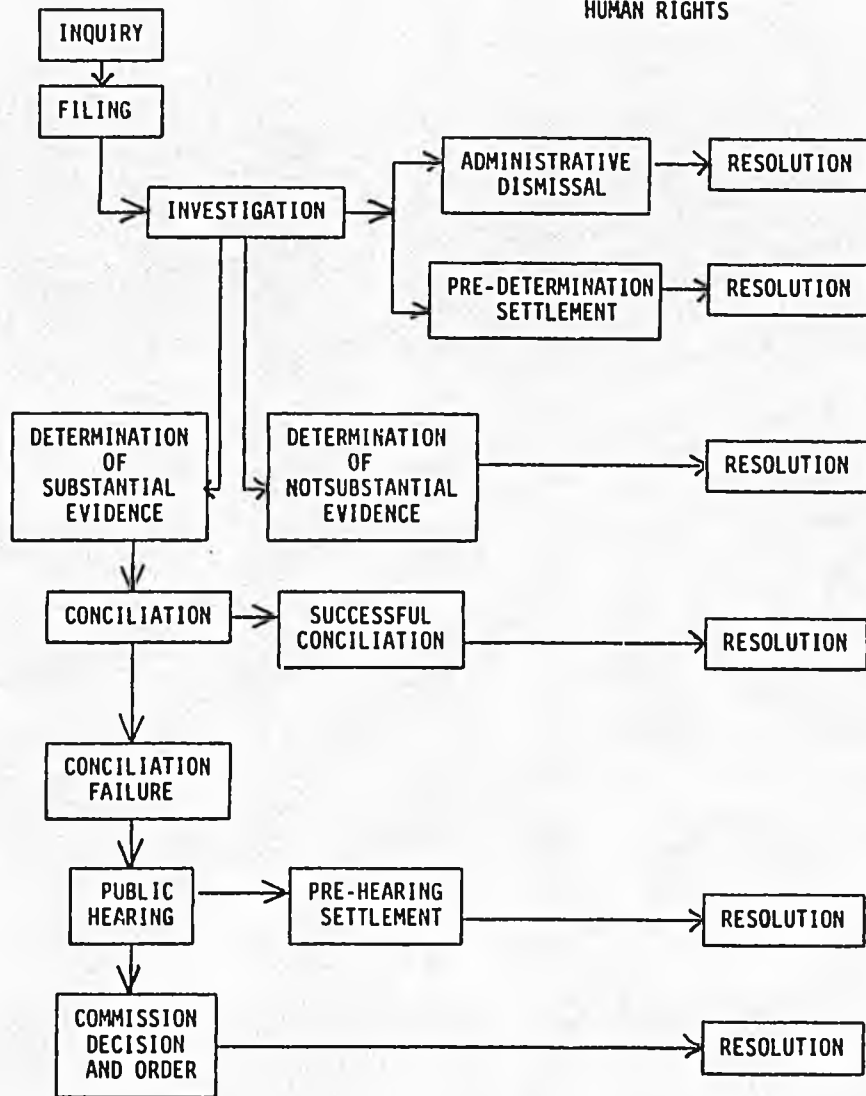 HUMAN RIGHTS
INQUIRY
FILING
INVESTIGATION
ADMINISTRATIVE
DISMISSAL
RESOLUTION
PRE-DETERMINATION
SETTLEMENT
RESOLUTION
DETERMINATION
OF
SUBSTANTIAL
EVIDENCE
DETERMINATION
OF
NOTSUBSTANTIAL
EVIDENCE
RESOLUTION
CONCILIATION
SUCCESSFUL
CONCILIATION
RESOLUTION
CONCILIATION
FAILURE
PUBLIC
HEARING
PRE-HEARING
SETTLEMENT
RESOLUTION
COMMISSION
DECISION
AND ORDER
RESOLUTION